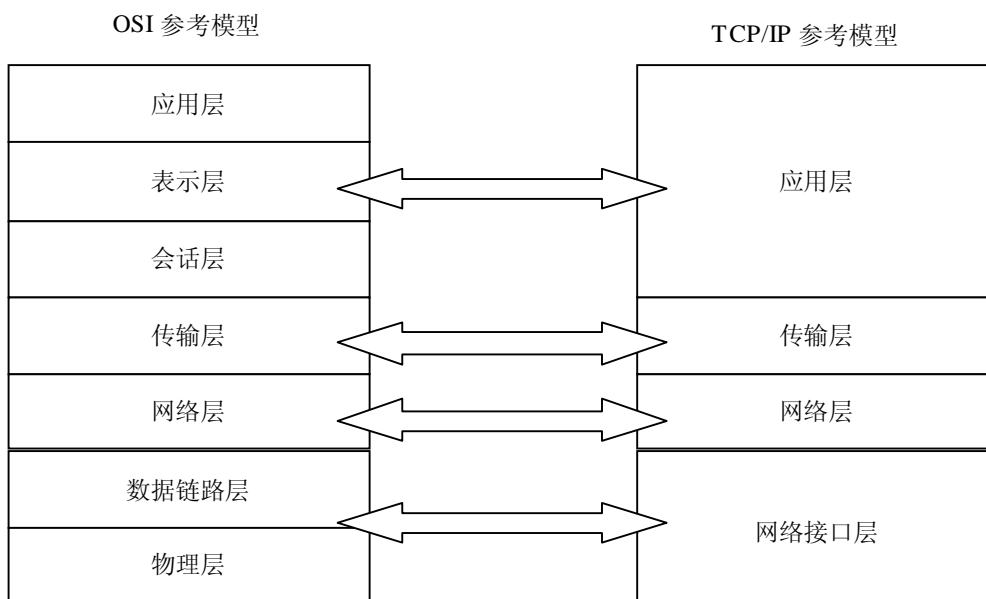 OSI 参考模型
TCP/IP 参考模型
应用层
表示层
会话层
传输层
网络层
数据链路层
物理层
应用层
传输层
网络层
网络接口层